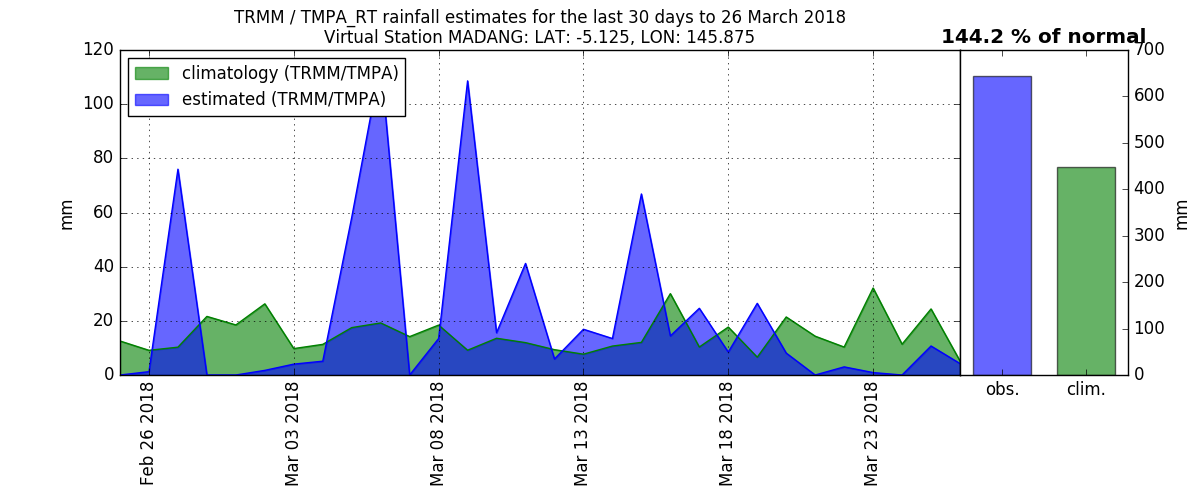 TRMM / TMPA_RT rainfall estimates for the last 30 days to 26 March 2018
Virtual Station MADANG: LAT: -5.125, LON: 145.875
144.2 % of normal
climatology (TRMM/TMPA)
estimated (TRMM/TMPA)
mm
120
100
80
60
40
20
0
Feb 26 2018
Mar 03 2018
Mar 08 2018
Mar 13 2018
Mar 18 2018
Mar 23 2018
700
600
500
400
300
200
100
0
mm
obs.
clim.